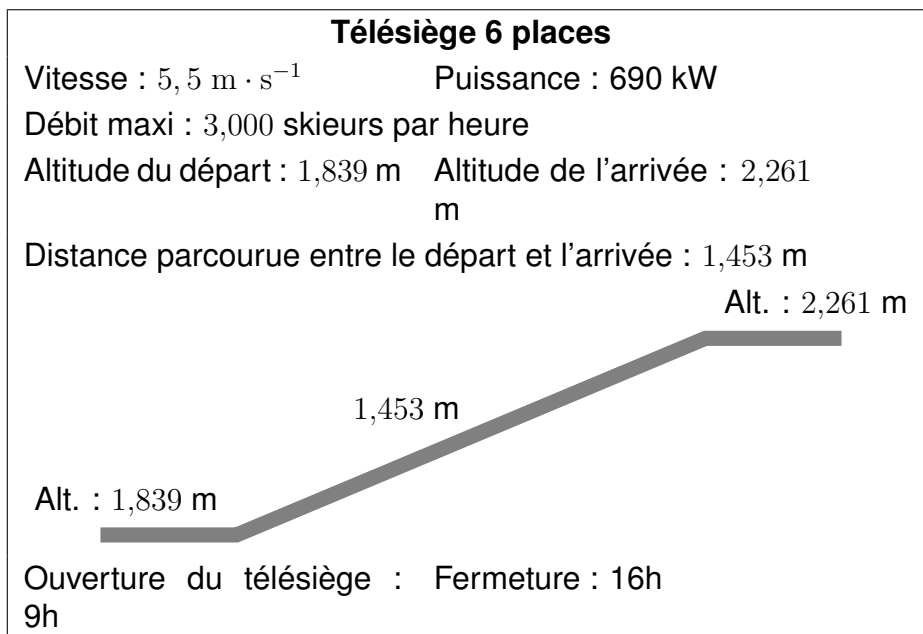 Télésiège 6 places
Vitesse : 5, 5 m · s⁻¹ Puissance : 690 kW
Débit maxi : 3,000 skieurs par heure
Altitude du départ : 1,839 m Altitude de l'arrivée : 2,261
m
Distance parcourue entre le départ et l'arrivée : 1,453 m
Alt. : 2,261 m
1,453 m
Alt. : 1,839 m
Ouverture du télésiège : Fermeture : 16h
9h